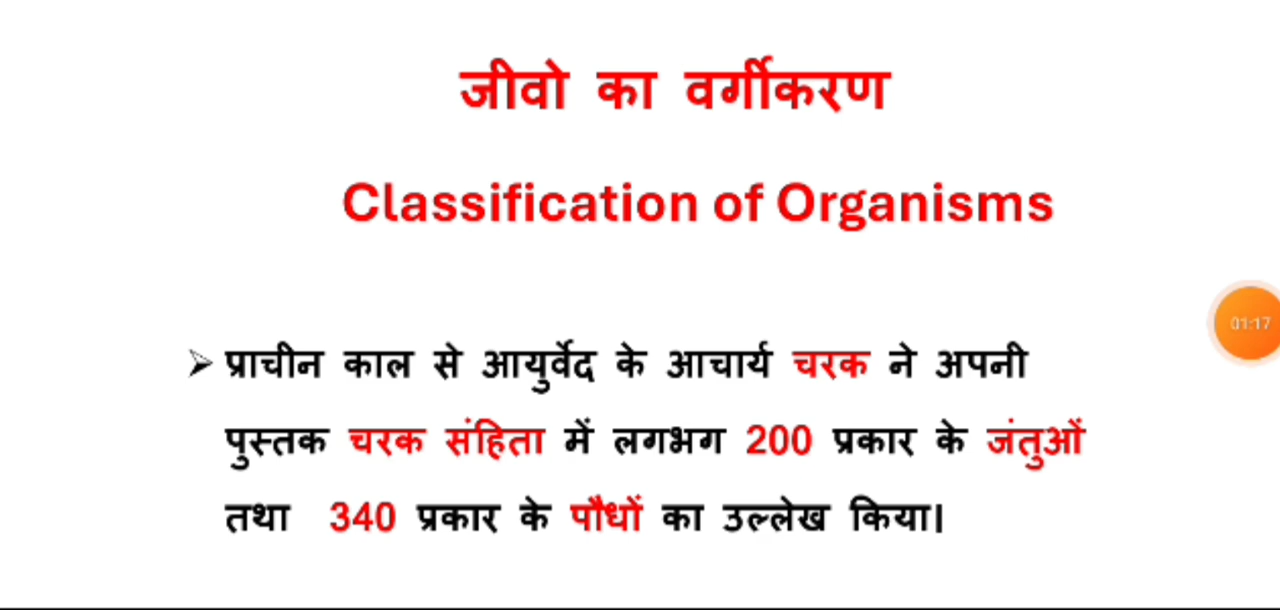 जीवो का वर्गीकरण
Classification of Organisms
➢ प्राचीन काल से आयुर्वेद के आचार्य चरक ने अपनी
पुस्तक चरक संहिता में लगभग 200 प्रकार के जंतुओं
तथा 340 प्रकार के पौधों का उल्लेख किया।
01:17